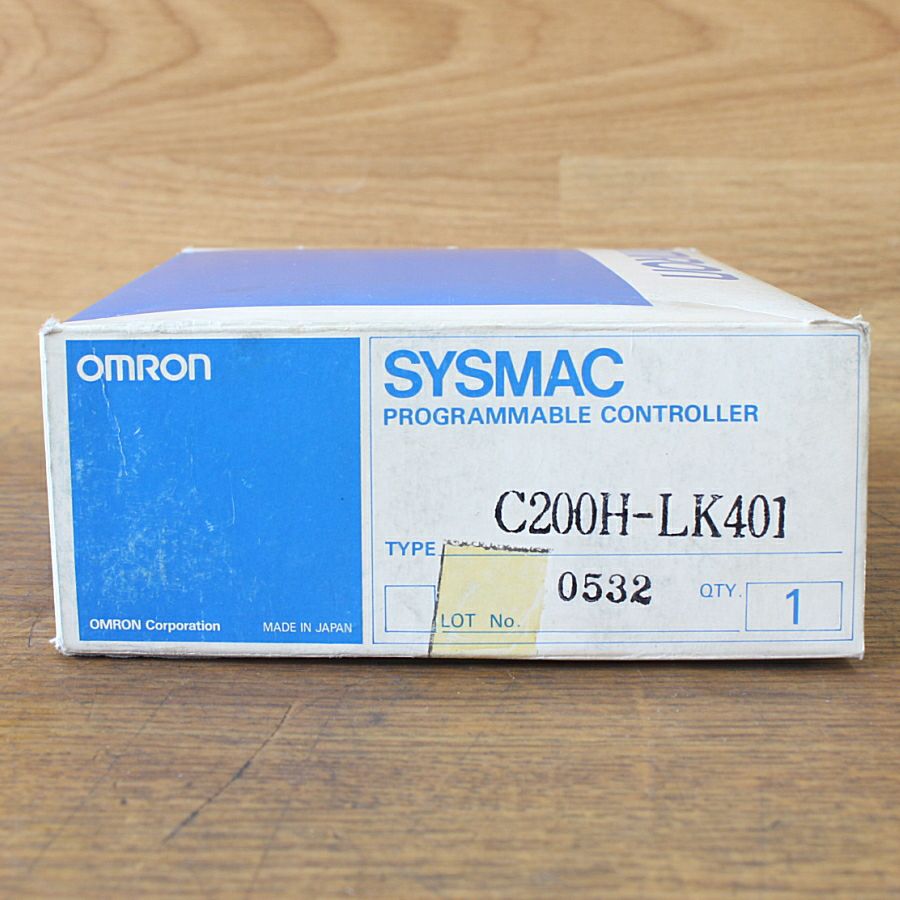 OMRON
SYSMAC
PROGRAMMABLE CONTROLLER
TYPE C200H-LK401
LOT No. 0532
QTY. 1
OMRON Corporation MADE IN JAPAN